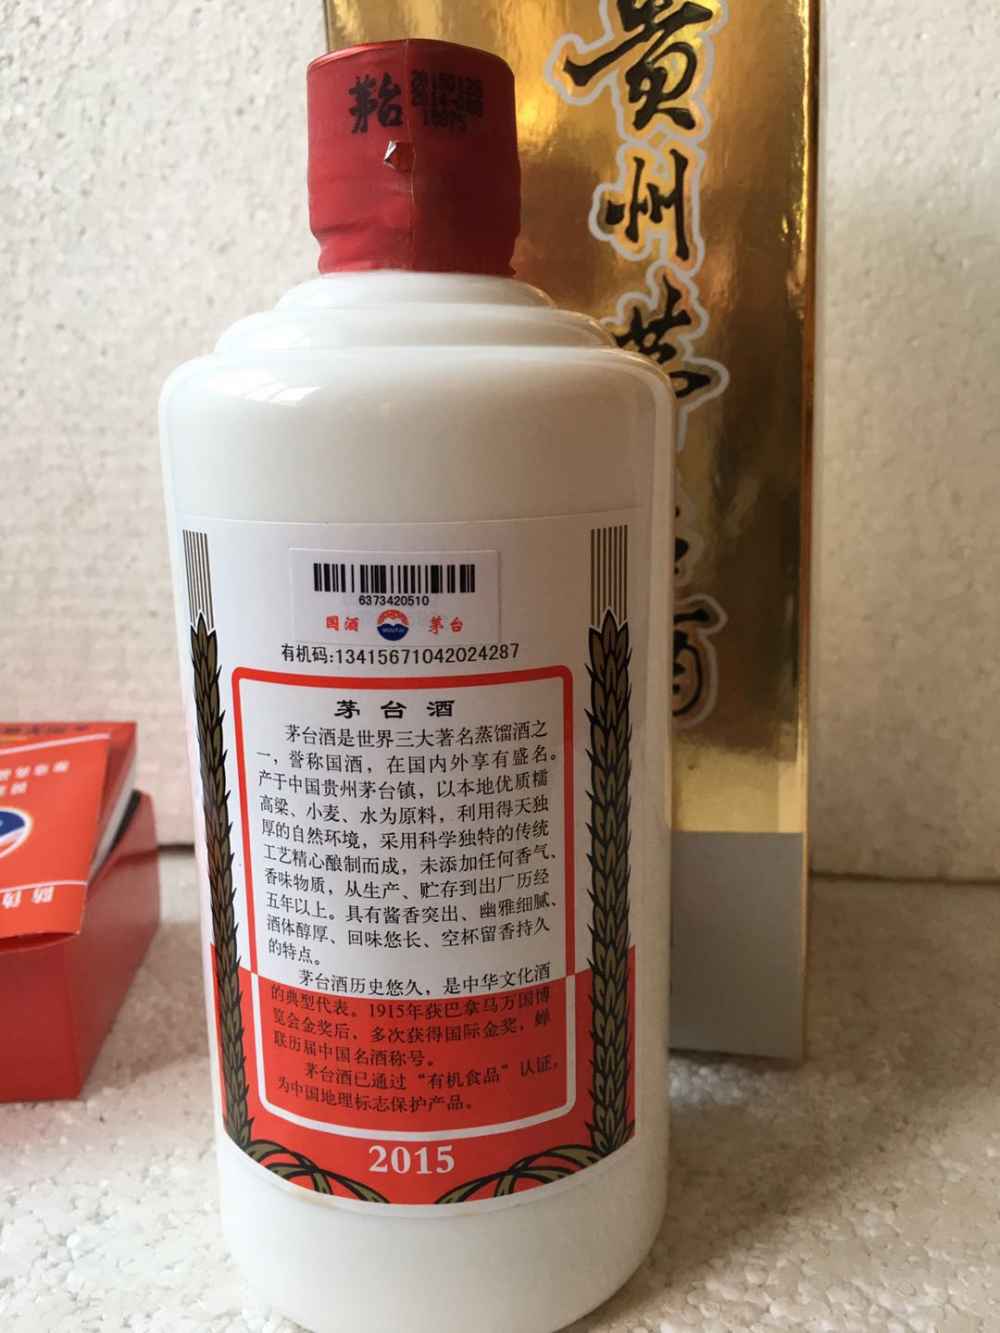 茅台
贵
州
茅
酒
6373420510
国酒 茅台
有机码:13415671042024287
茅台酒
茅台酒是世界三大著名蒸馏酒之
一,誉称国酒,在国内外享有盛名。
产于中国贵州茅台镇,以本地优质糯
高粱、小麦、水为原料,利用得天独
厚的自然环境,采用科学独特的传统
工艺精心酿制而成,未添加任何香气、
香味物质,从生产、贮存到出厂历经
五年以上。具有酱香突出、幽雅细腻、
酒体醇厚、回味悠长、空杯留香持久
的特点。
茅台酒历史悠久,是中华文化酒
的典型代表。1915年获巴拿马万国博
览会金奖后,多次获得国际金奖,蝉
联历届中国名酒称号。
茅台酒已通过“有机食品”认证,
为中国地理标志保护产品。
2015
防伪